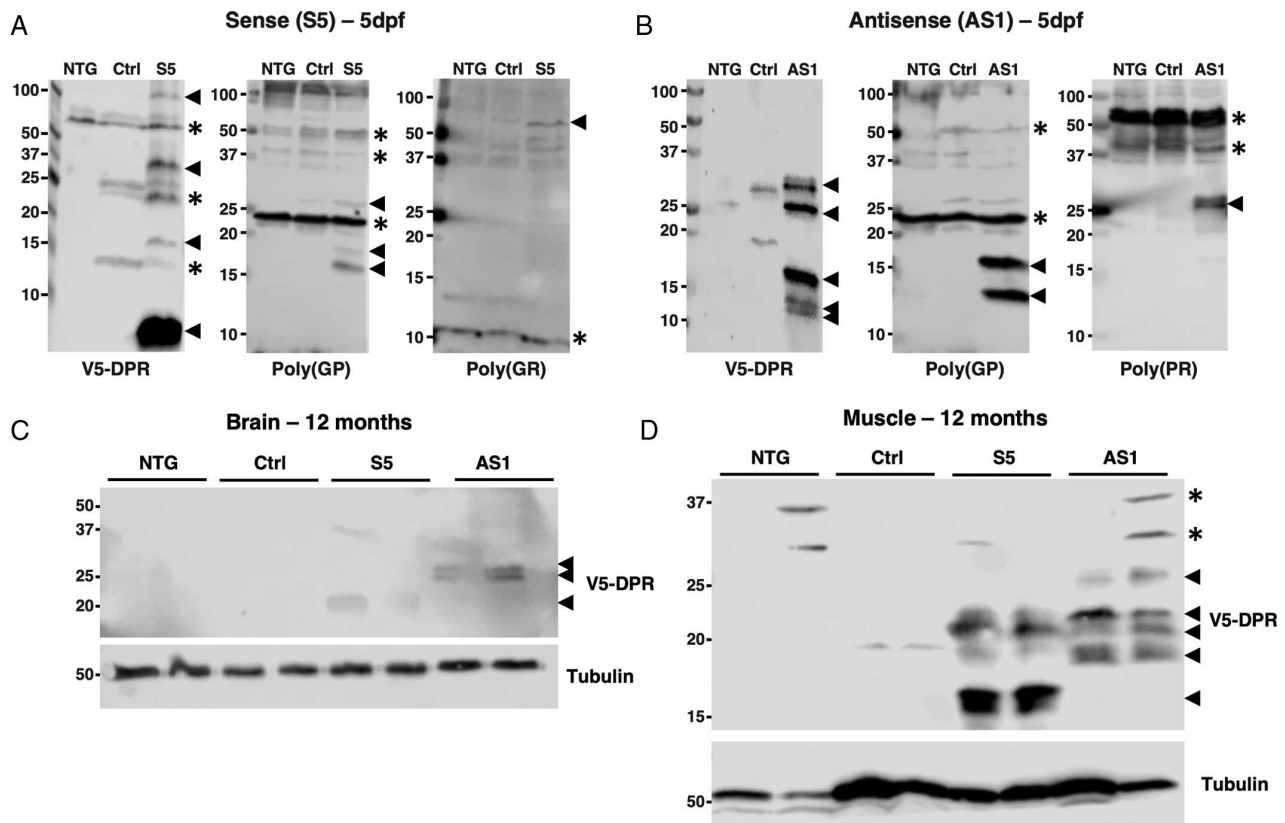 A
Sense (S5) – 5dpf
NTG Ctrl S5
100
50
37
25
20
15
10
*
*
*
V5-DPR
NTG Ctrl S5
100
50
37
25
20
15
10
*
*
*
Poly(GP)
NTG Ctrl S5
100
50
37
25
20
15
10
*
Poly(GR)
B
Antisense (AS1) – 5dpf
NTG Ctrl AS1
100
50
37
25
20
15
10
V5-DPR
NTG Ctrl AS1
100
50
37
25
20
15
10
*
*
Poly(GP)
NTG Ctrl AS1
100
50
37
25
20
15
10
*
*
Poly(PR)
C
Brain – 12 months
NTG Ctrl S5 AS1
50
37
25
20
V5-DPR
50
Tubulin
D
Muscle – 12 months
NTG Ctrl S5 AS1
37
25
20
15
*
*
V5-DPR
50
Tubulin